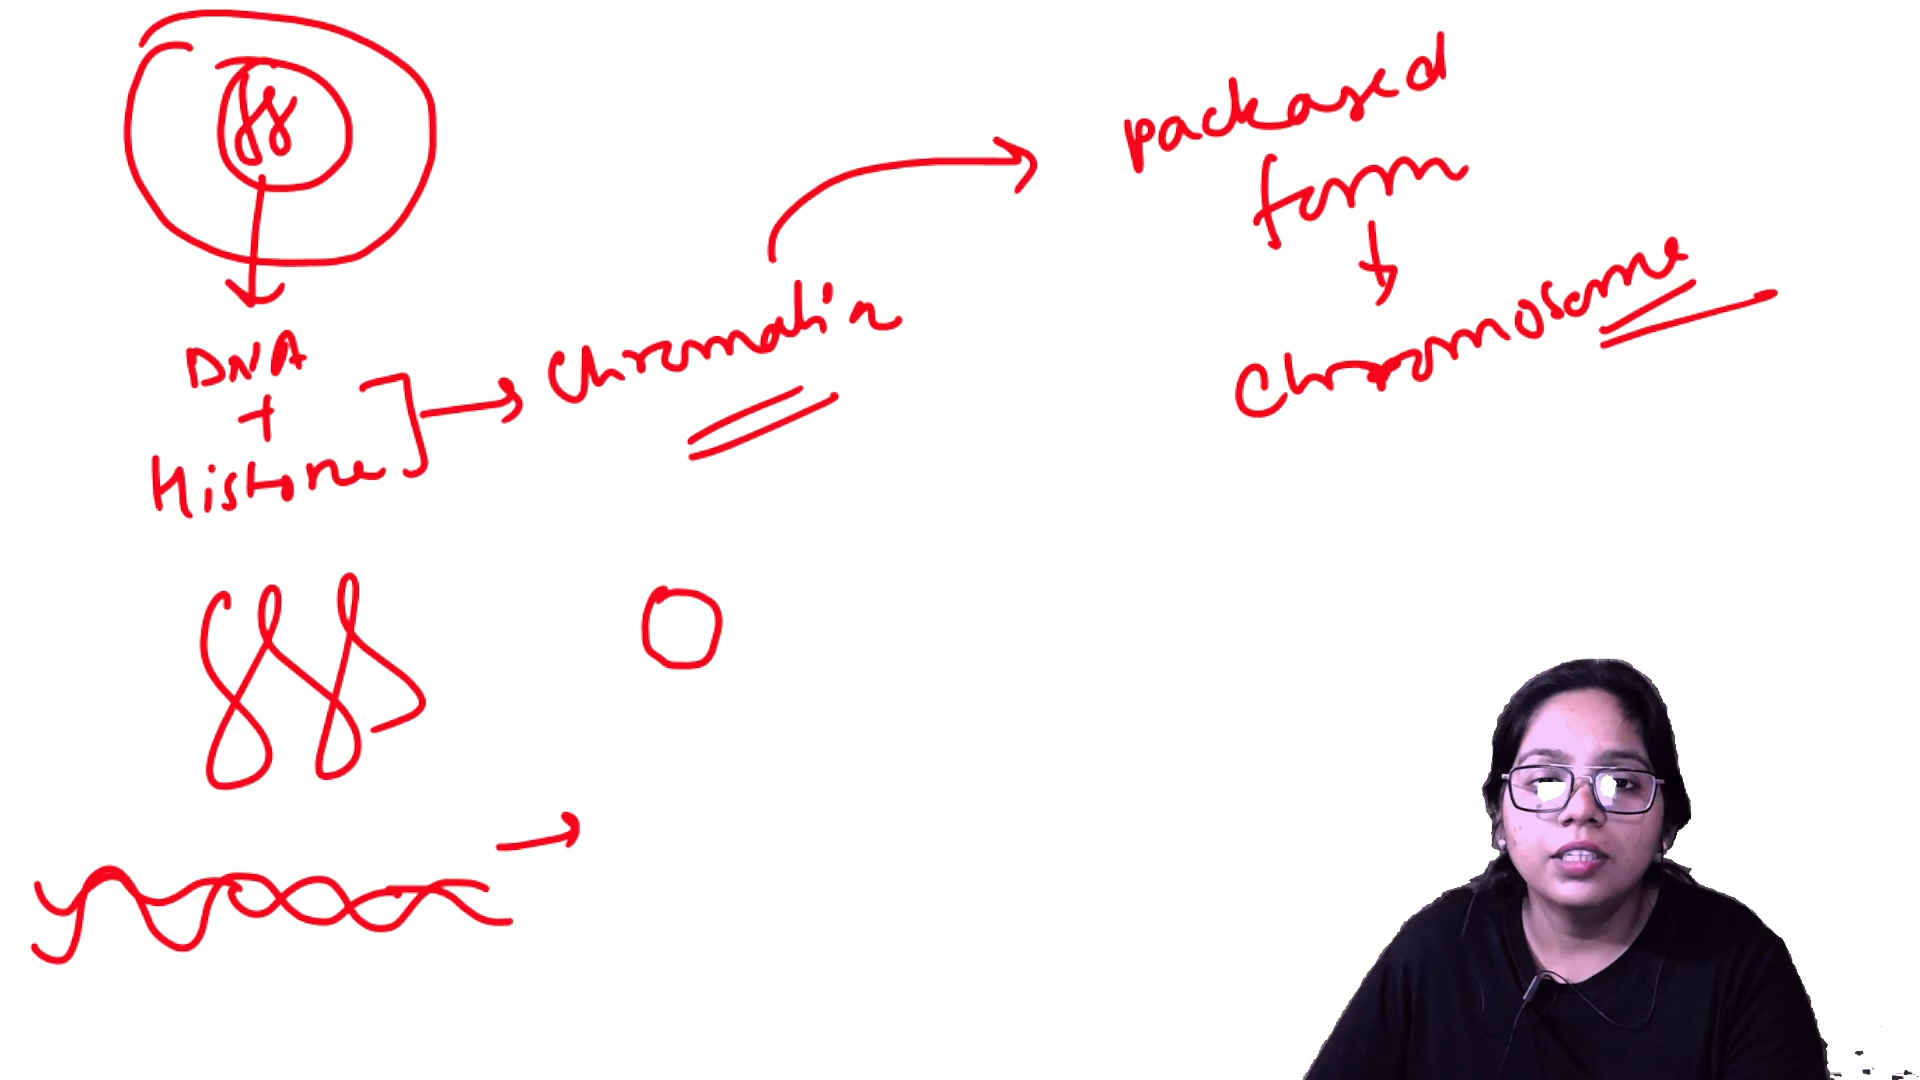 packaged
form
Chromosome
Chromatin
DNA
+
Histone